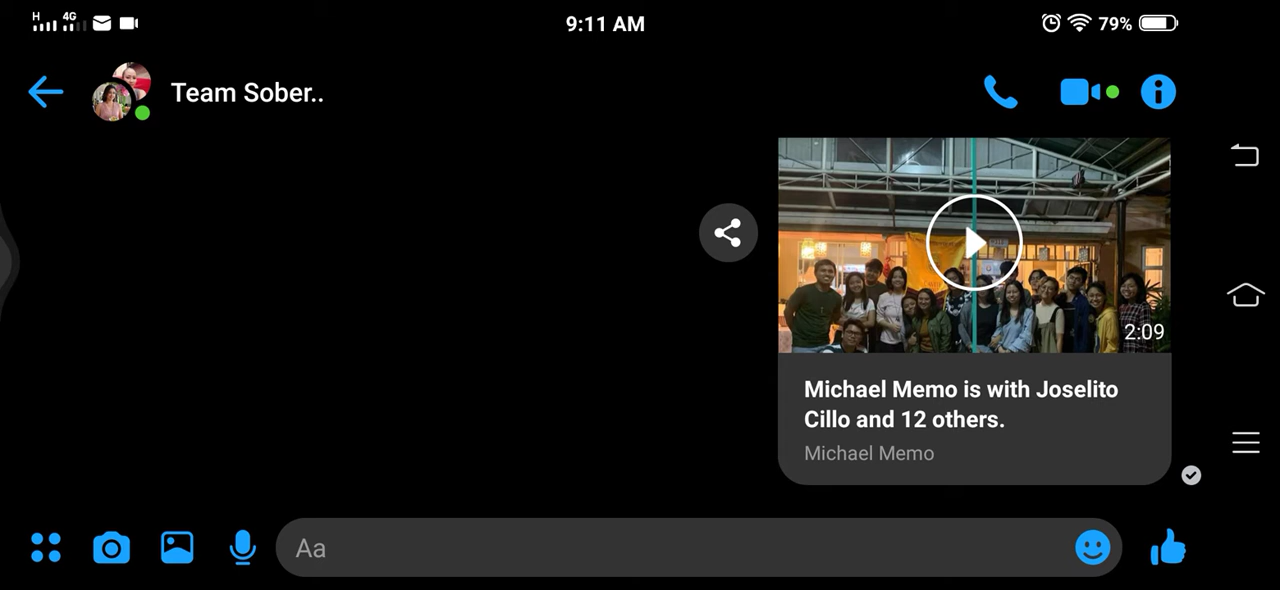 H 4G
9:11 AM
79%
Team Sober..
2:09
Michael Memo is with Joselito
Cillo and 12 others.
Michael Memo
Aa